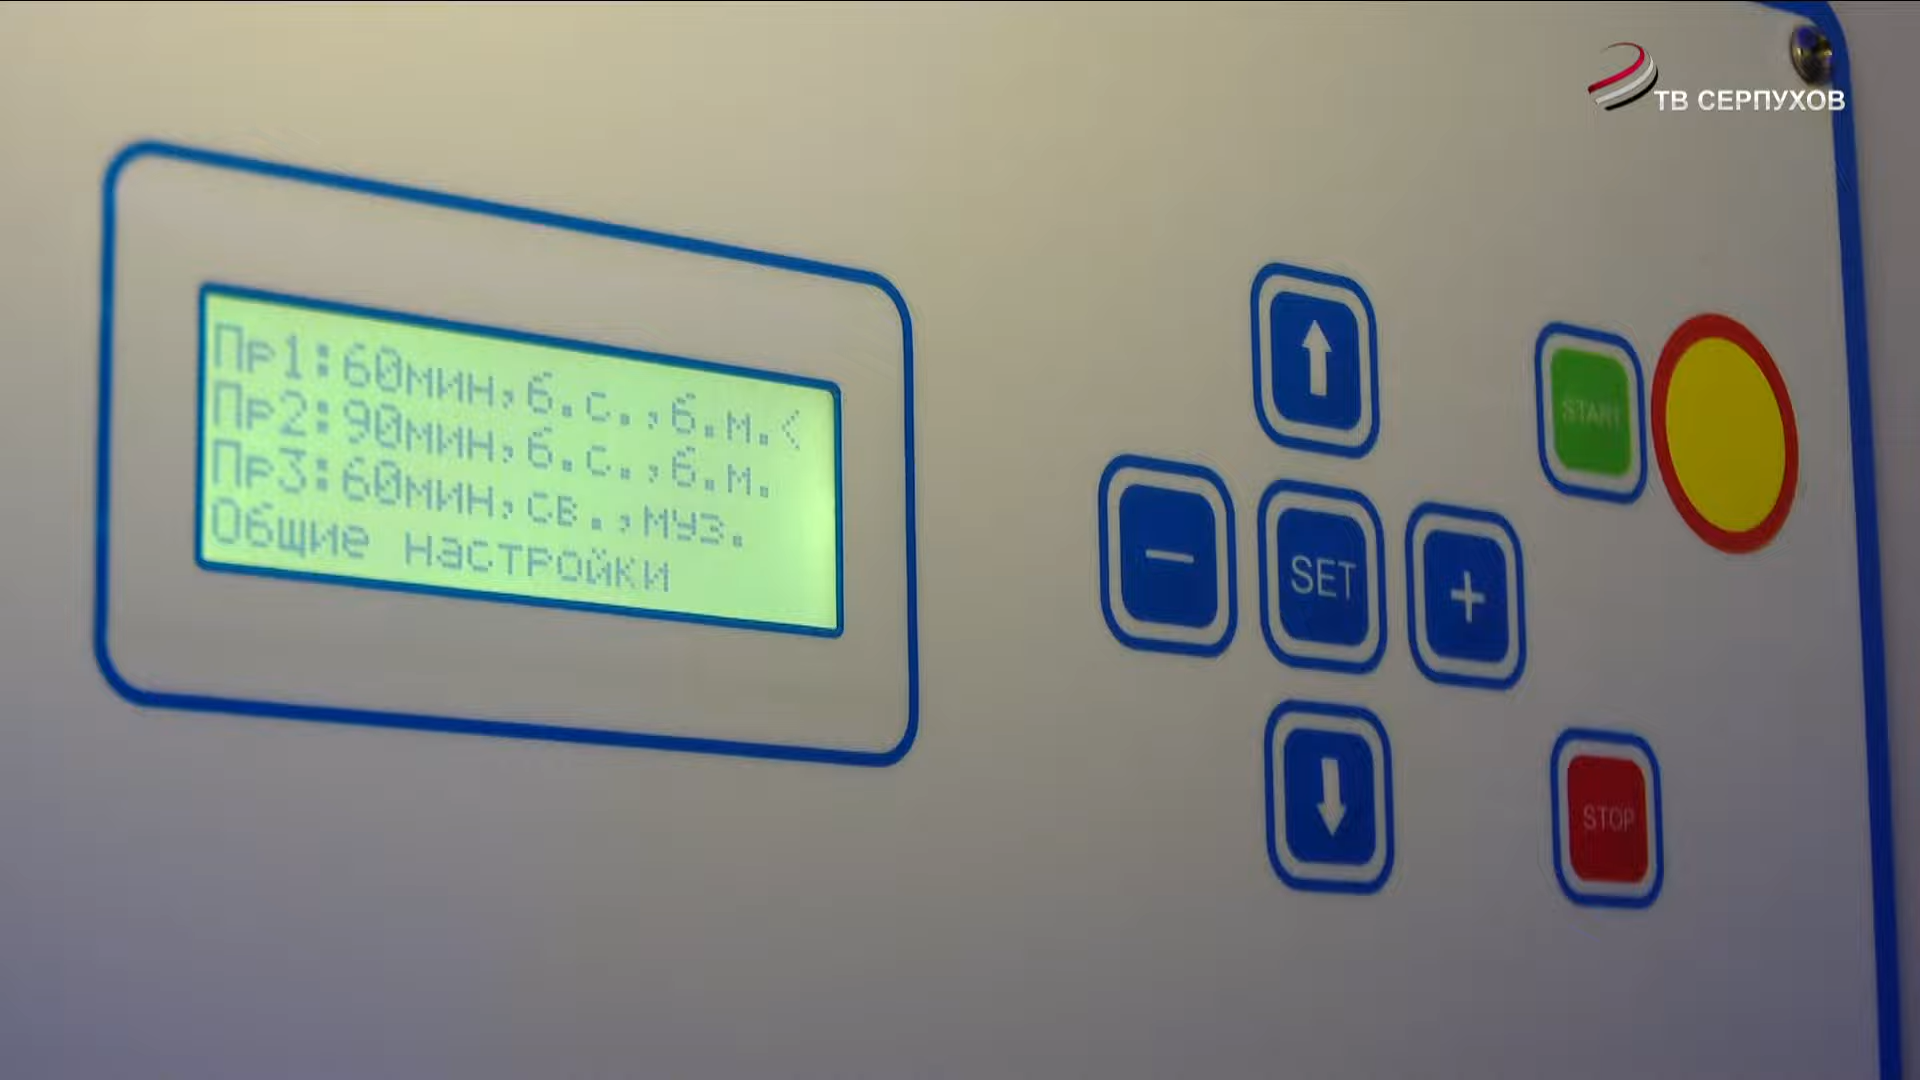 ТВ СЕРПУХОВ
Пр1:60мин,б.с.,б.м.<
Пр2:90мин,б.с.,б.м.
Пр3:60мин,св.,муз.
Общие настройки
START
−
SET
+
STOP